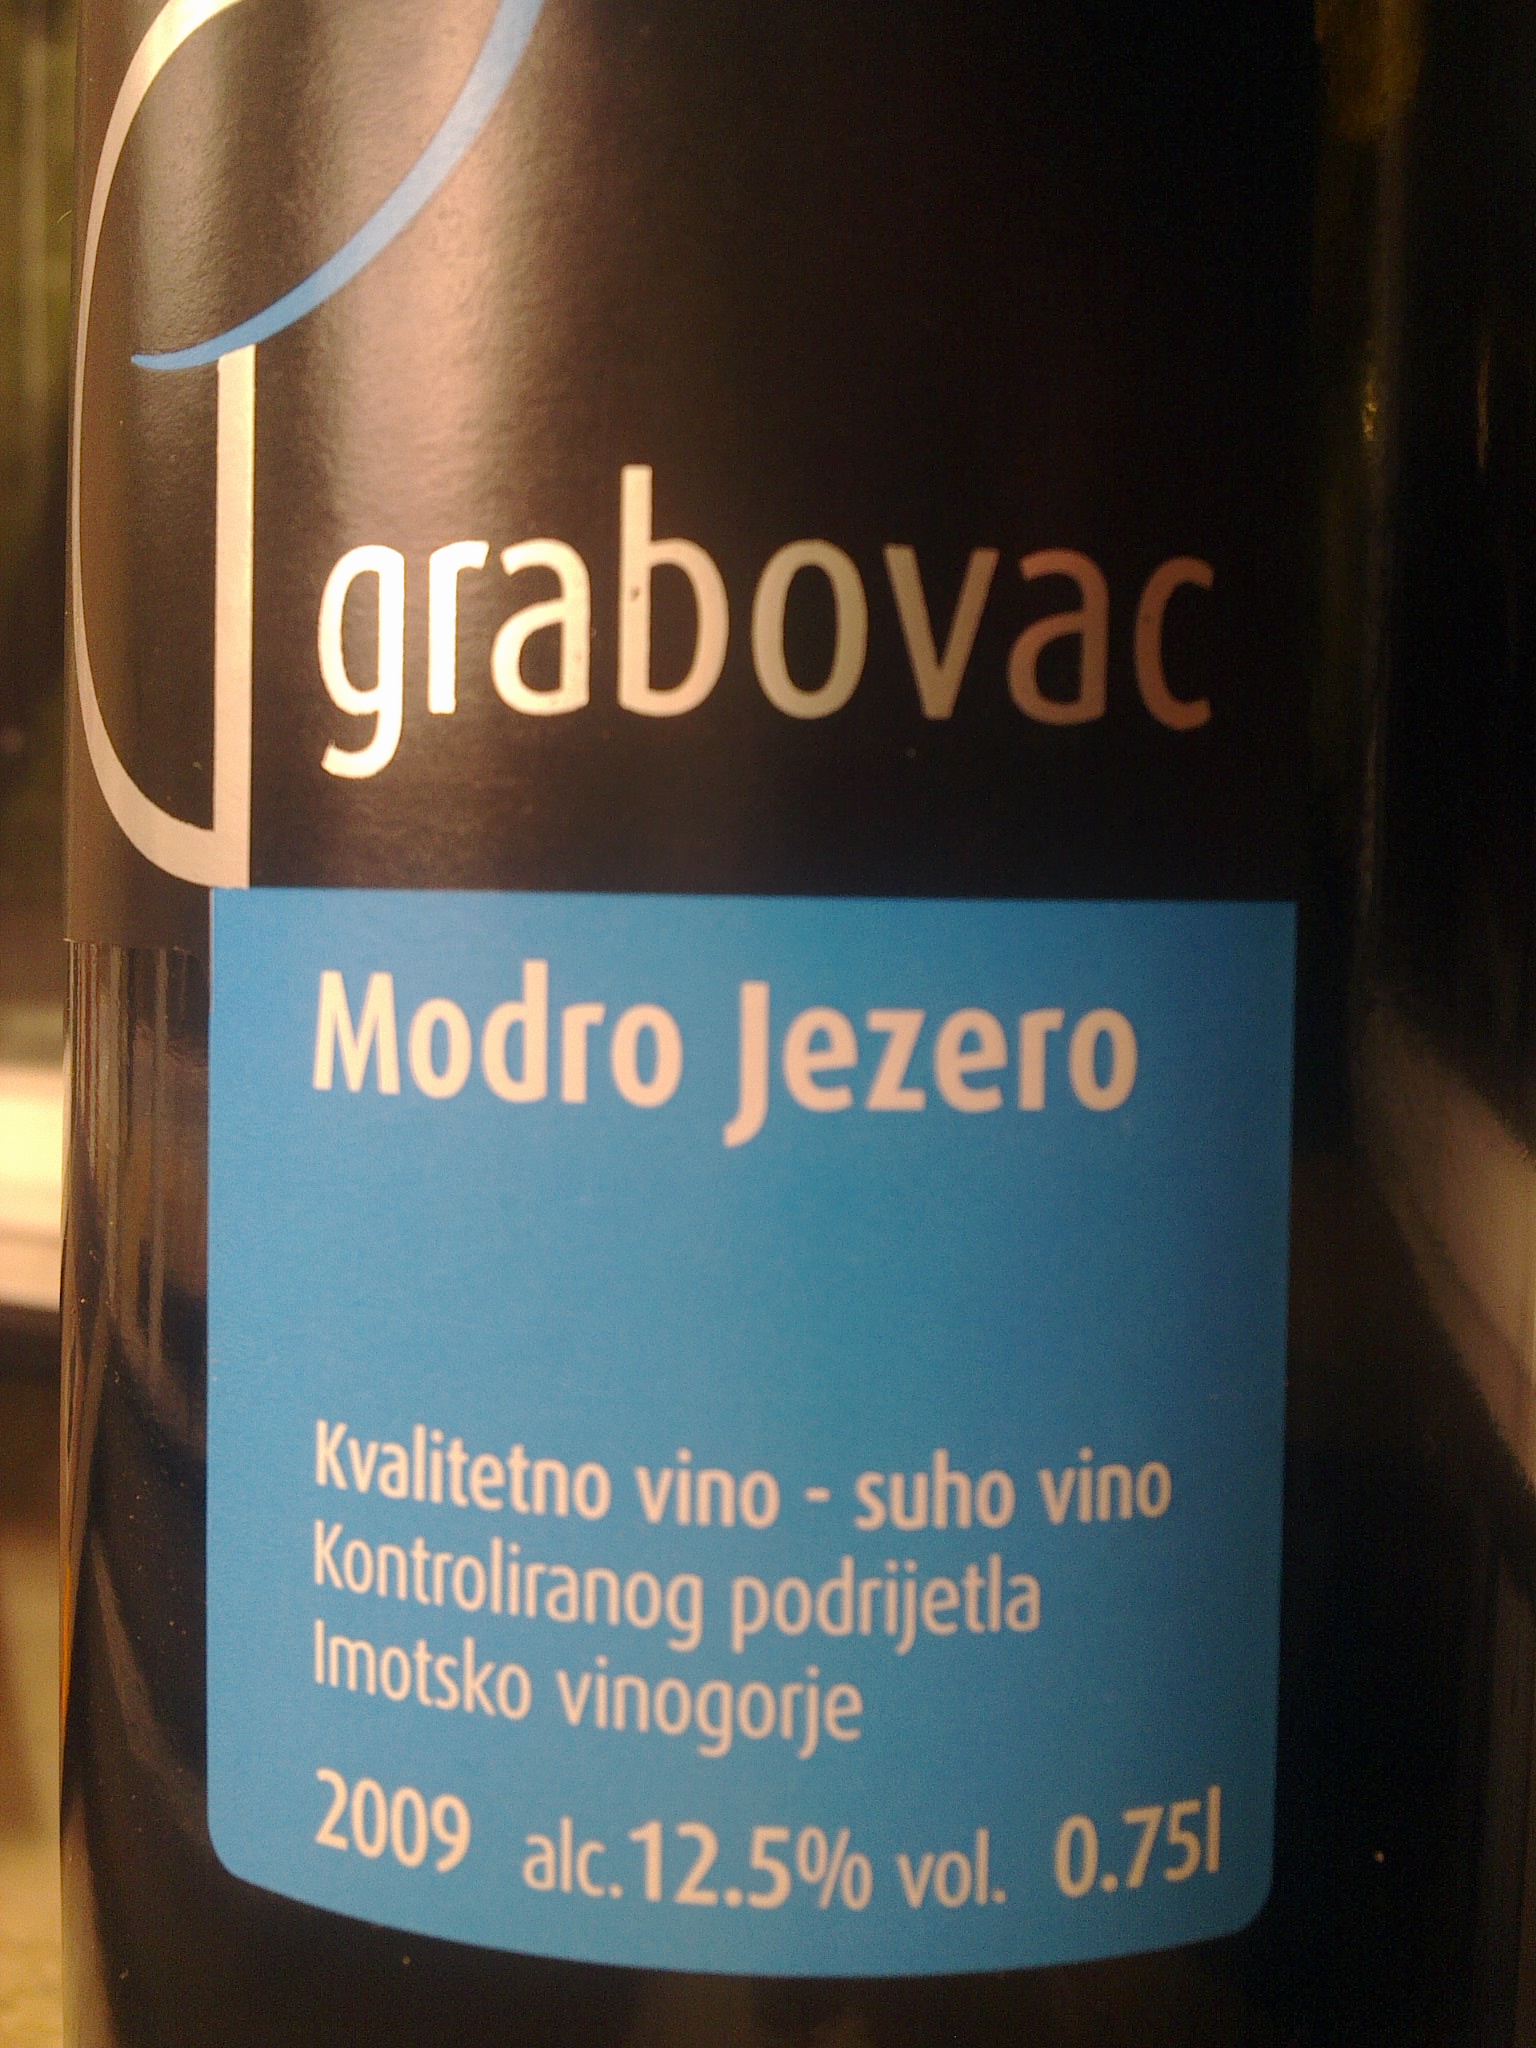 grabovac
Modro Jezero
Kvalitetno vino - suho vino
Kontroliranog podrijetla
Imotsko vinogorje
2009 alc.12.5% vol. 0.75l